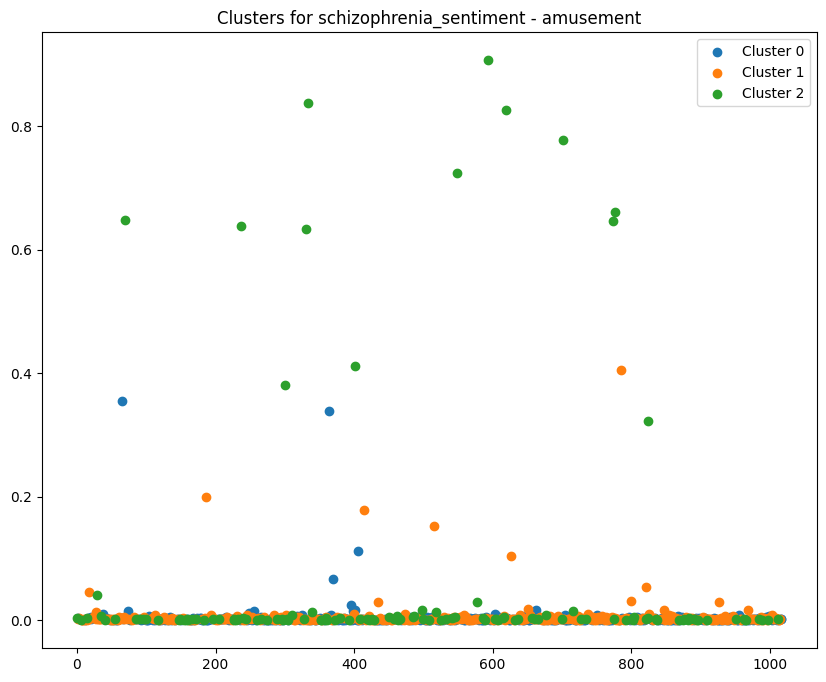 Clusters for schizophrenia_sentiment - amusement
Cluster 0
Cluster 1
Cluster 2
0.8
0.6
0.4
0.2
0.0
0 200 400 600 800 1000